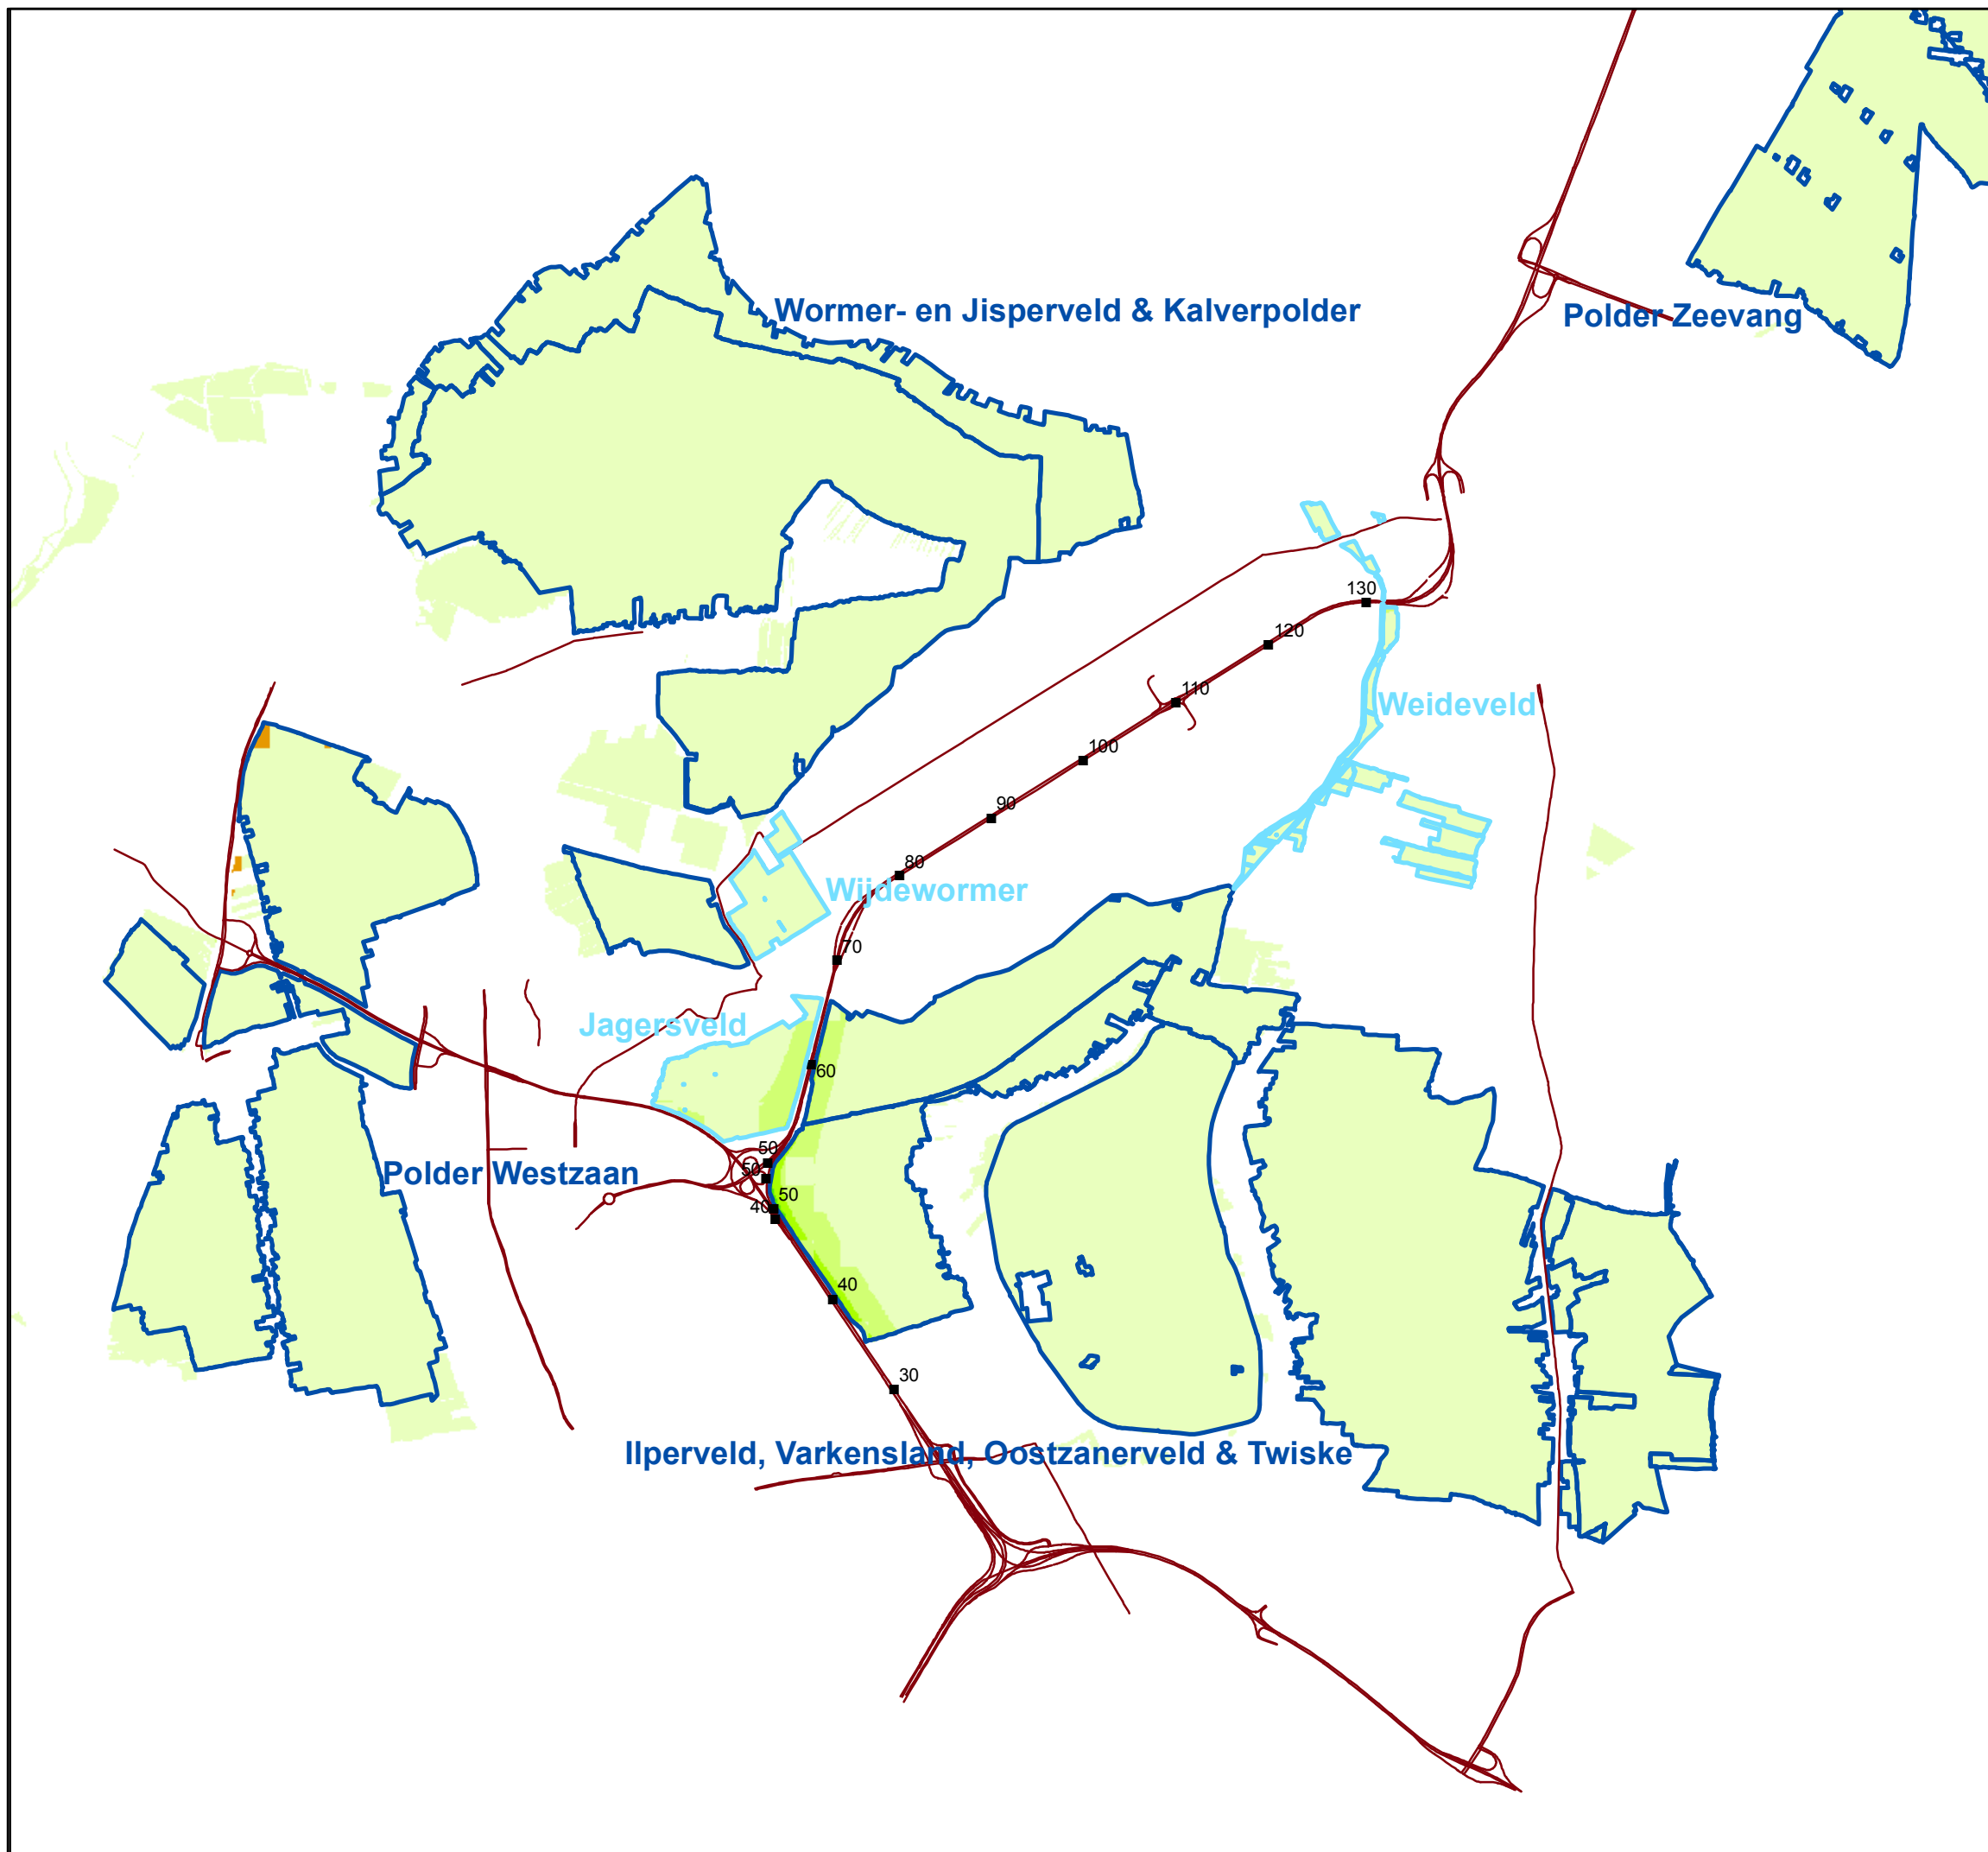 Wormer- en Jisperveld & Kalverpolder
Polder Zeevang
130
120
110
Weideveld
100
90
80
Wijdewormer
70
Jagersveld
60
50
50
Polder Westzaan
50
40
40
30
Ilperveld, Varkensland, Oostzanerveld & Twiske